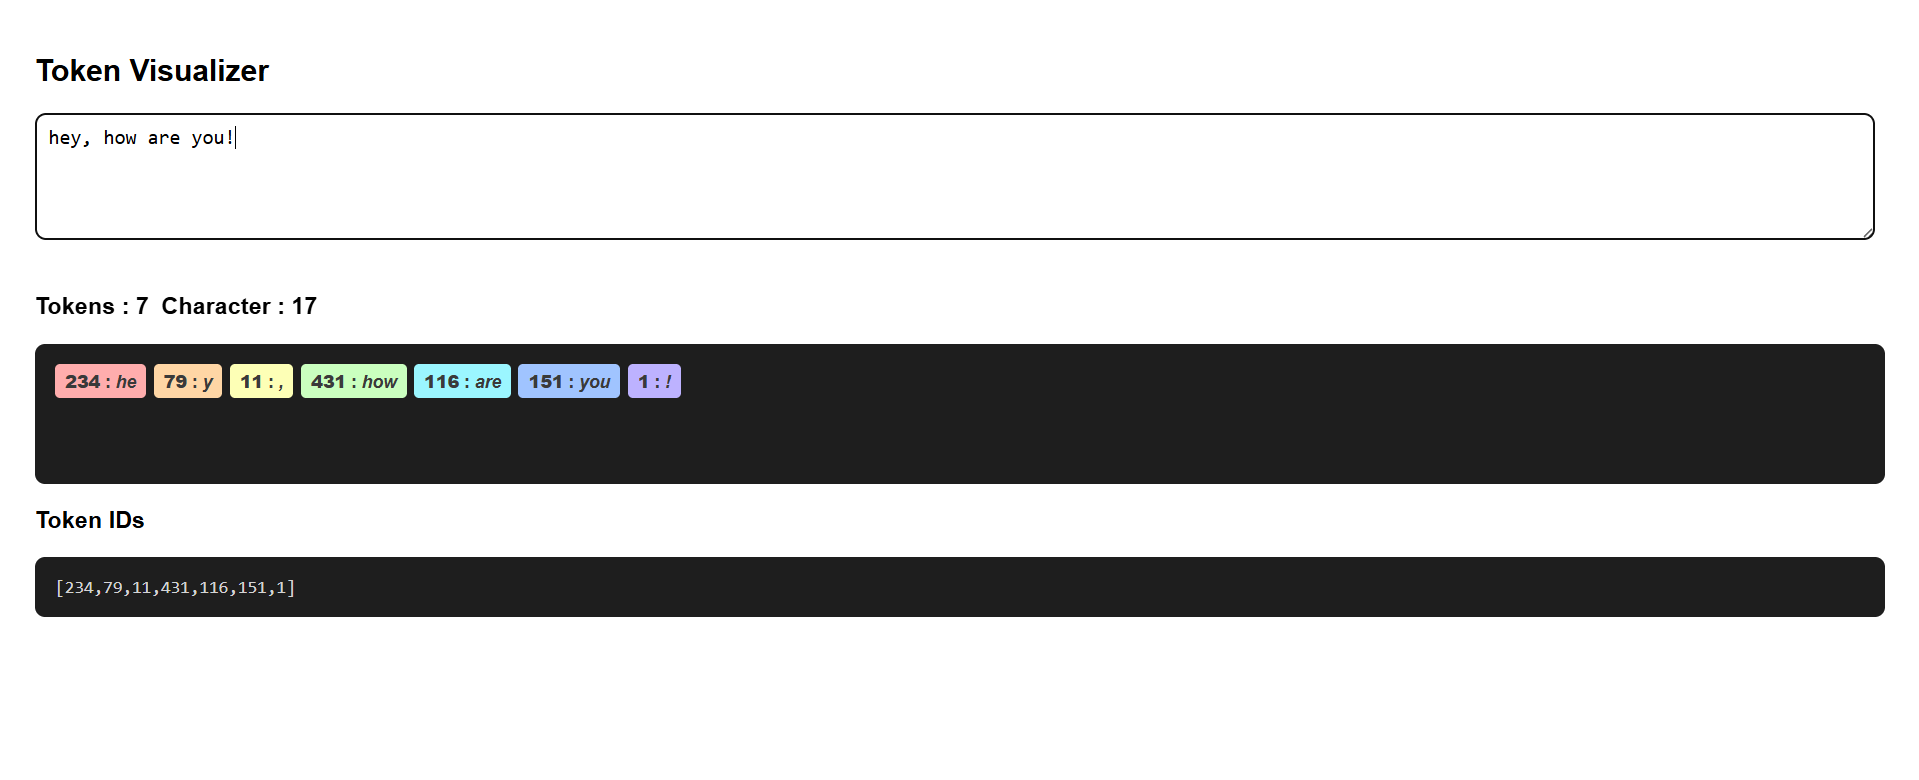 Token Visualizer
hey, how are you!
Tokens : 7 Character : 17
234 : he 79 : y 11 : , 431 : how 116 : are 151 : you 1 : !
Token IDs
[234,79,11,431,116,151,1]